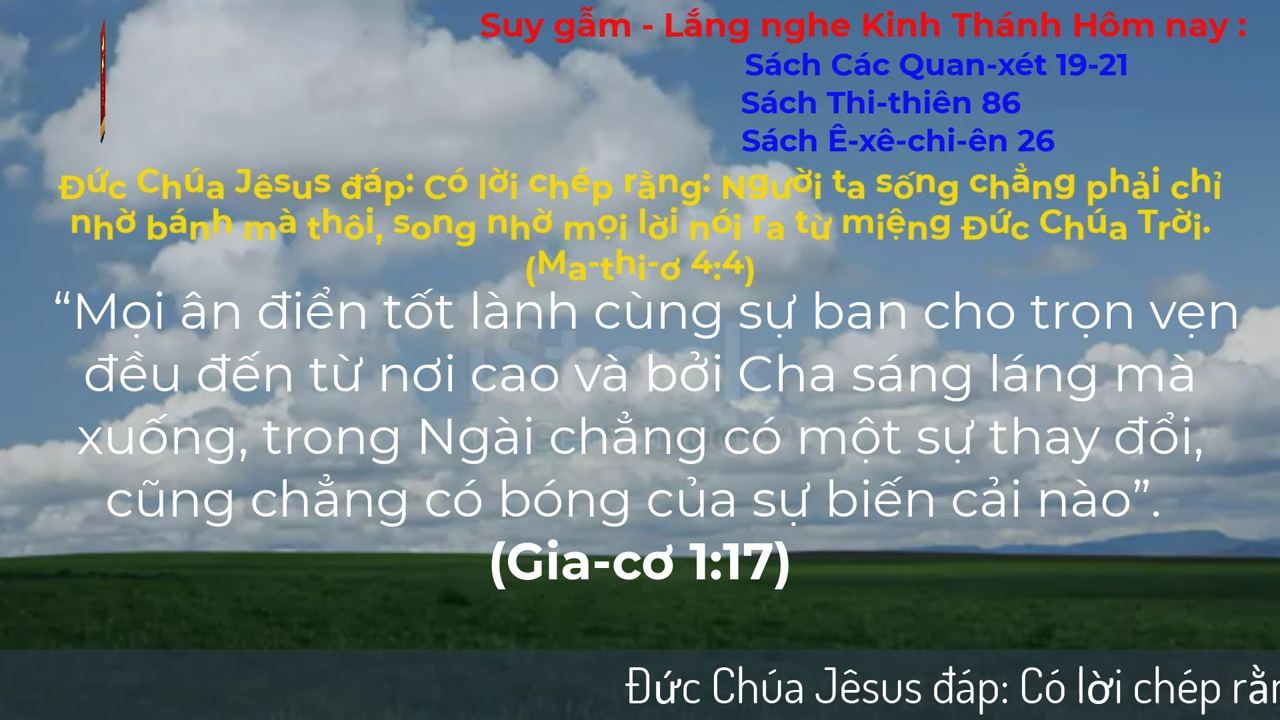 Suy gẫm - Lắng nghe Kinh Thánh Hôm nay :
Sách Các Quan-xét 19-21
Sách Thi-thiên 86
Sách Ê-xê-chi-ên 26
Đức Chúa Jêsus đáp: Có lời chép rằng: Người ta sống chẳng phải chỉ
nhờ bánh mà thôi, song nhờ mọi lời nói ra từ miệng Đức Chúa Trời.
(Ma-thi-ơ 4:4)
“Mọi ân điển tốt lành cùng sự ban cho trọn vẹn
đều đến từ nơi cao và bởi Cha sáng láng mà
xuống, trong Ngài chẳng có một sự thay đổi,
cũng chẳng có bóng của sự biến cải nào”.
(Gia-cơ 1:17)
Đức Chúa Jêsus đáp: Có lời chép rằn